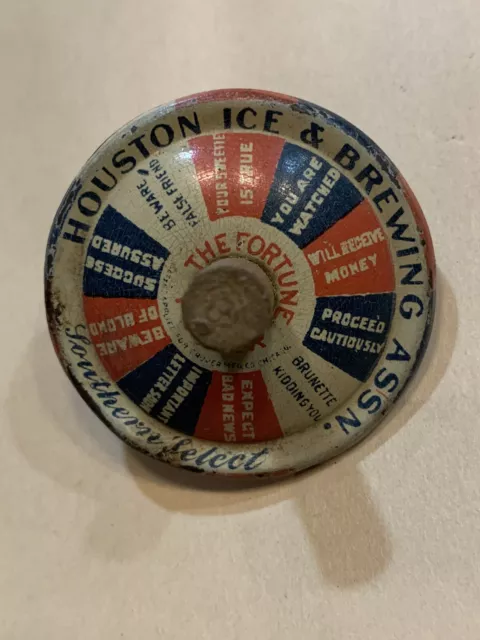 HOUSTON ICE & BREWING ASSN.
Southern Select
THE FORTUNE
YOUR SWEETIE
IS TRUE
YOU ARE
WATCHED
WILL RECEIVE
MONEY
PROCEED
CAUTIOUSLY
BRUNETTE
KIDDING YOU
EXPECT
BAD NEWS
IMPORTANT
LETTER SOON
BEWARE
OF BLOND
SUCCESS
ASSURED
BEWARE
FALSE FRIEND